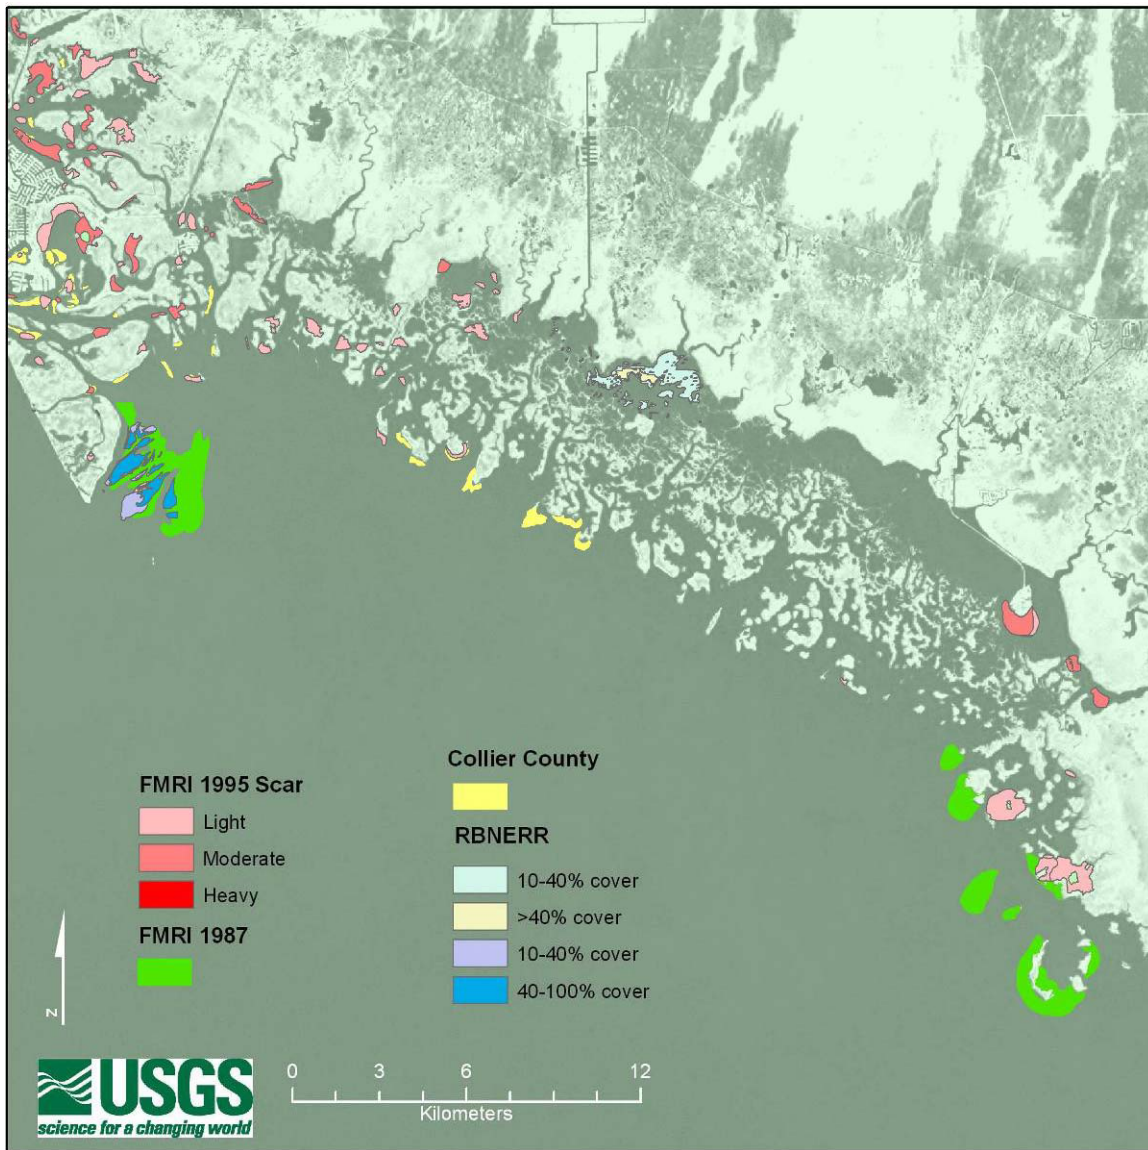 FMRI 1995 Scar
Light
Moderate
Heavy
FMRI 1987
Collier County
RBNERR
10-40% cover
>40% cover
10-40% cover
40-100% cover
N
USGS
science for a changing world
0 3 6 12
Kilometers